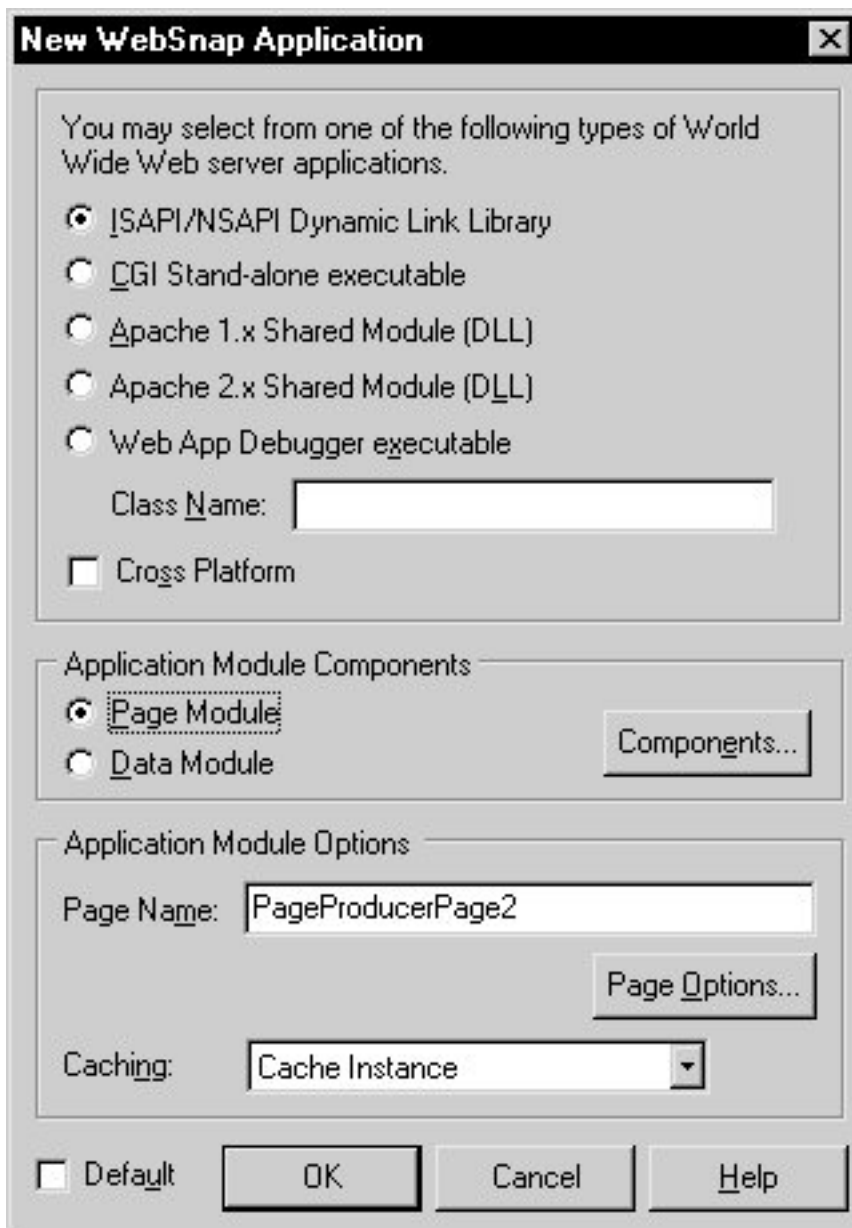 New WebSnap Application
You may select from one of the following types of World
Wide Web server applications.
ISAPI/NSAPI Dynamic Link Library
CGI Stand-alone executable
Apache 1.x Shared Module (DLL)
Apache 2.x Shared Module (DLL)
Web App Debugger executable
Class Name:
Cross Platform
Application Module Components
Page Module
Components...
Data Module
Application Module Options
Page Name: PageProducerPage2
Page Options...
Caching: Cache Instance
Default OK Cancel Help